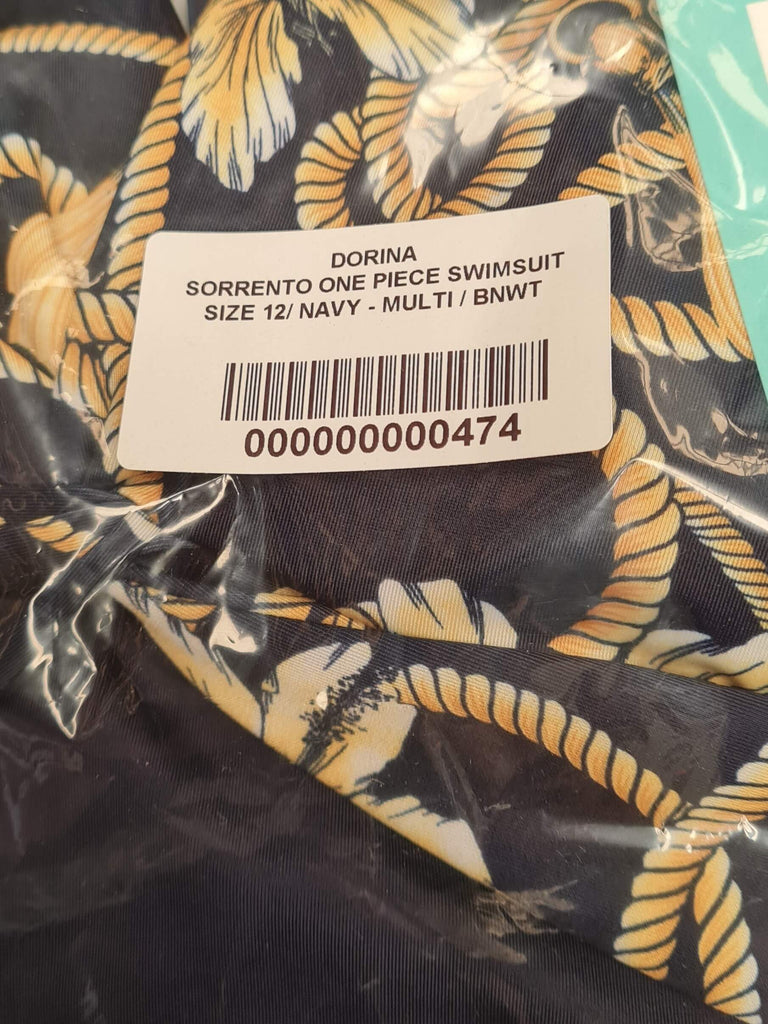 DORINA
SORRENTO ONE PIECE SWIMSUIT
SIZE 12/ NAVY - MULTI / BNWT
000000000474